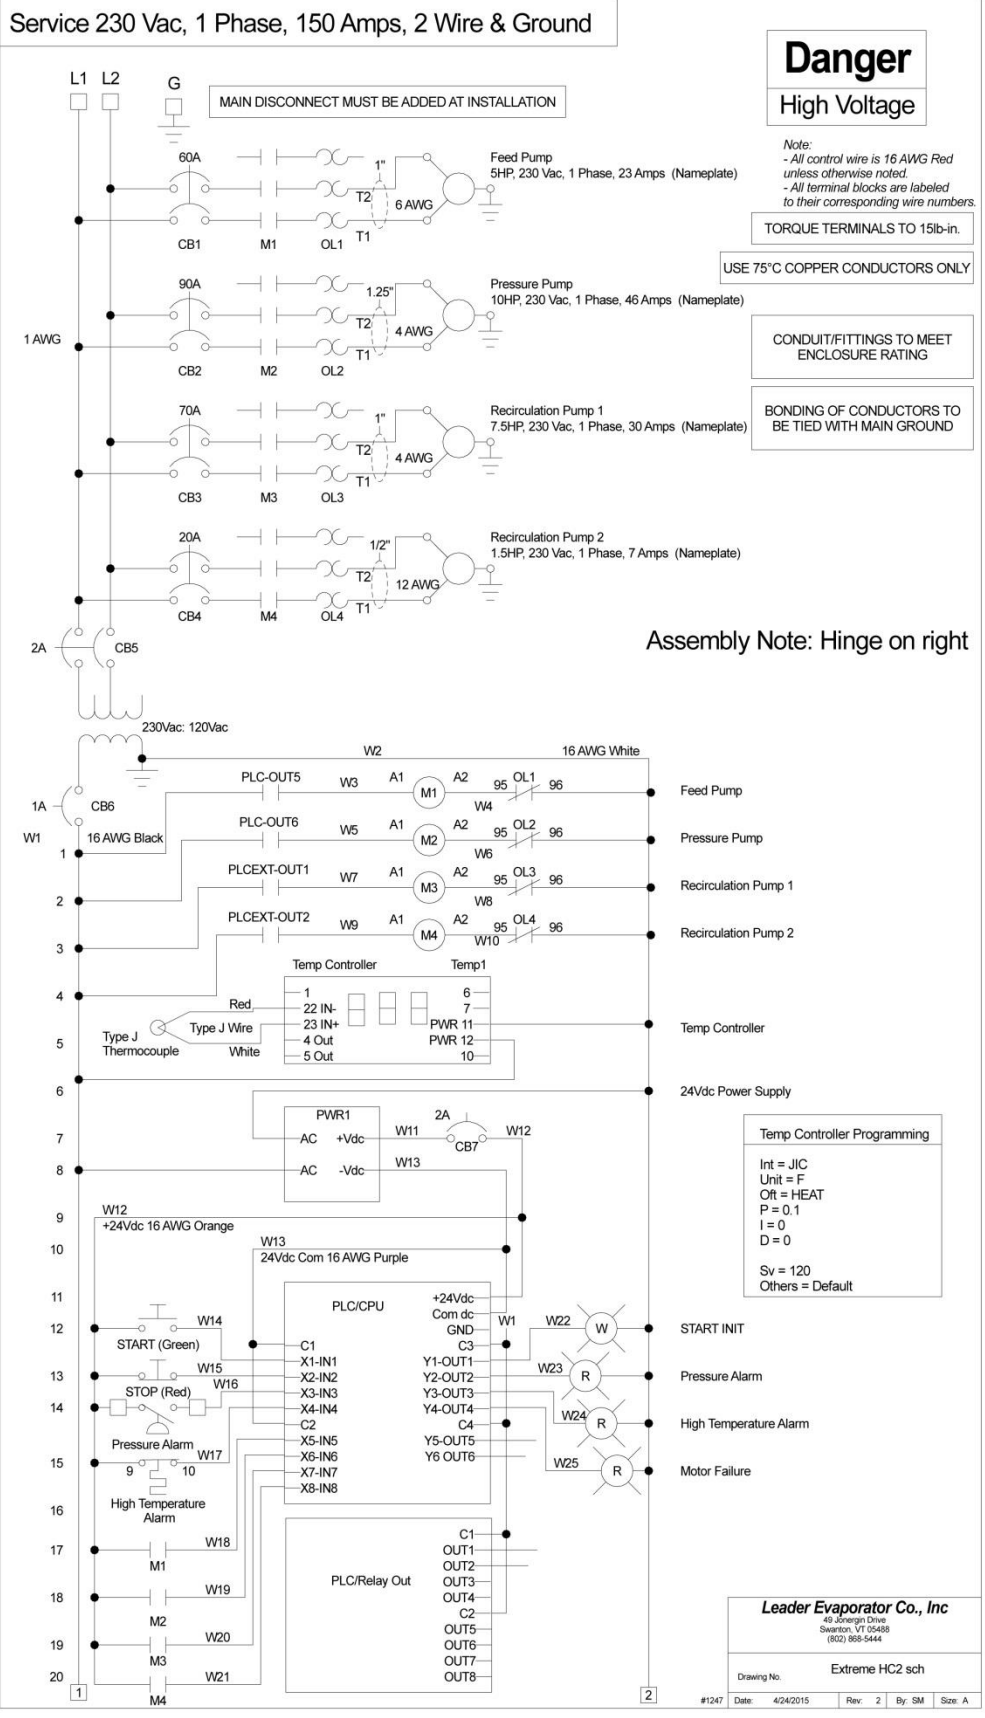 Service 230 Vac, 1 Phase, 150 Amps, 2 Wire & Ground
L1 L2 G
MAIN DISCONNECT MUST BE ADDED AT INSTALLATION
Danger
High Voltage
Note:
- All control wire is 16 AWG Red
unless otherwise noted.
- All terminal blocks are labeled
to their corresponding wire numbers.
TORQUE TERMINALS TO 15lb-in.
USE 75°C COPPER CONDUCTORS ONLY
CONDUIT/FITTINGS TO MEET
ENCLOSURE RATING
BONDING OF CONDUCTORS TO
BE TIED WITH MAIN GROUND
60A
1"
Feed Pump
5HP, 230 Vac, 1 Phase, 23 Amps (Nameplate)
T2
6 AWG
T1
CB1 M1 OL1
90A
1.25"
Pressure Pump
10HP, 230 Vac, 1 Phase, 46 Amps (Nameplate)
T2
4 AWG
1 AWG
T1
CB2 M2 OL2
70A
1"
Recirculation Pump 1
7.5HP, 230 Vac, 1 Phase, 30 Amps (Nameplate)
T2
4 AWG
T1
CB3 M3 OL3
20A
1/2"
Recirculation Pump 2
1.5HP, 230 Vac, 1 Phase, 7 Amps (Nameplate)
T2
12 AWG
T1
CB4 M4 OL4
2A CB5
Assembly Note: Hinge on right
230Vac: 120Vac
W2 16 AWG White
PLC-OUT5 W3 A1 M1 A2 W4 95 OL1 96 Feed Pump
1A CB6
W1 16 AWG Black
1
PLC-OUT6 W5 A1 M2 A2 W6 95 OL2 96 Pressure Pump
2
PLCEXT-OUT1 W7 A1 M3 A2 W8 95 OL3 96 Recirculation Pump 1
3
PLCEXT-OUT2 W9 A1 M4 A2 W10 95 OL4 96 Recirculation Pump 2
4
Temp Controller Temp1
1 6
Red 22 IN- 7
Type J Wire 23 IN+ PWR 11 Temp Controller
Type J
Thermocouple
White 4 Out PWR 12
5 5 Out 10
6 24Vdc Power Supply
PWR1
7 AC +Vdc W11 2A CB7 W12
8 AC -Vdc W13
Temp Controller Programming
Int = JIC
Unit = F
Oft = HEAT
P = 0.1
I = 0
D = 0
Sv = 120
Others = Default
9 W12
+24Vdc 16 AWG Orange
10 W13
24Vdc Com 16 AWG Purple
11
PLC/CPU
+24Vdc
Com dc
GND W1
12 W14
START (Green)
C1 C3
X1-IN1 Y1-OUT1 W22 W START INIT
13 W15
STOP (Red)
X2-IN2 Y2-OUT2 W23 R Pressure Alarm
14 W16
Pressure Alarm
X3-IN3 Y3-OUT3 W24 R High Temperature Alarm
X4-IN4 Y4-OUT4
C2 C4
15 9 10 W17
High Temperature
Alarm
X5-IN5 Y5-OUT5
X6-IN6 Y6 OUT6
W25 R Motor Failure
X7-IN7
X8-IN8
16
17 M1 W18
18 M2 W19
19 M3 W20
20 M4 W21
PLC/Relay Out
C1
OUT1
OUT2
OUT3
OUT4
C2
OUT5
OUT6
OUT7
OUT8
1
2
Leader Evaporator Co., Inc
49 Jonergin Drive
Swanton, VT 05488
(802) 868-5444
Drawing No. Extreme HC2 sch
#1247 Date: 4/24/2015 Rev: 2 By: SM Size: A